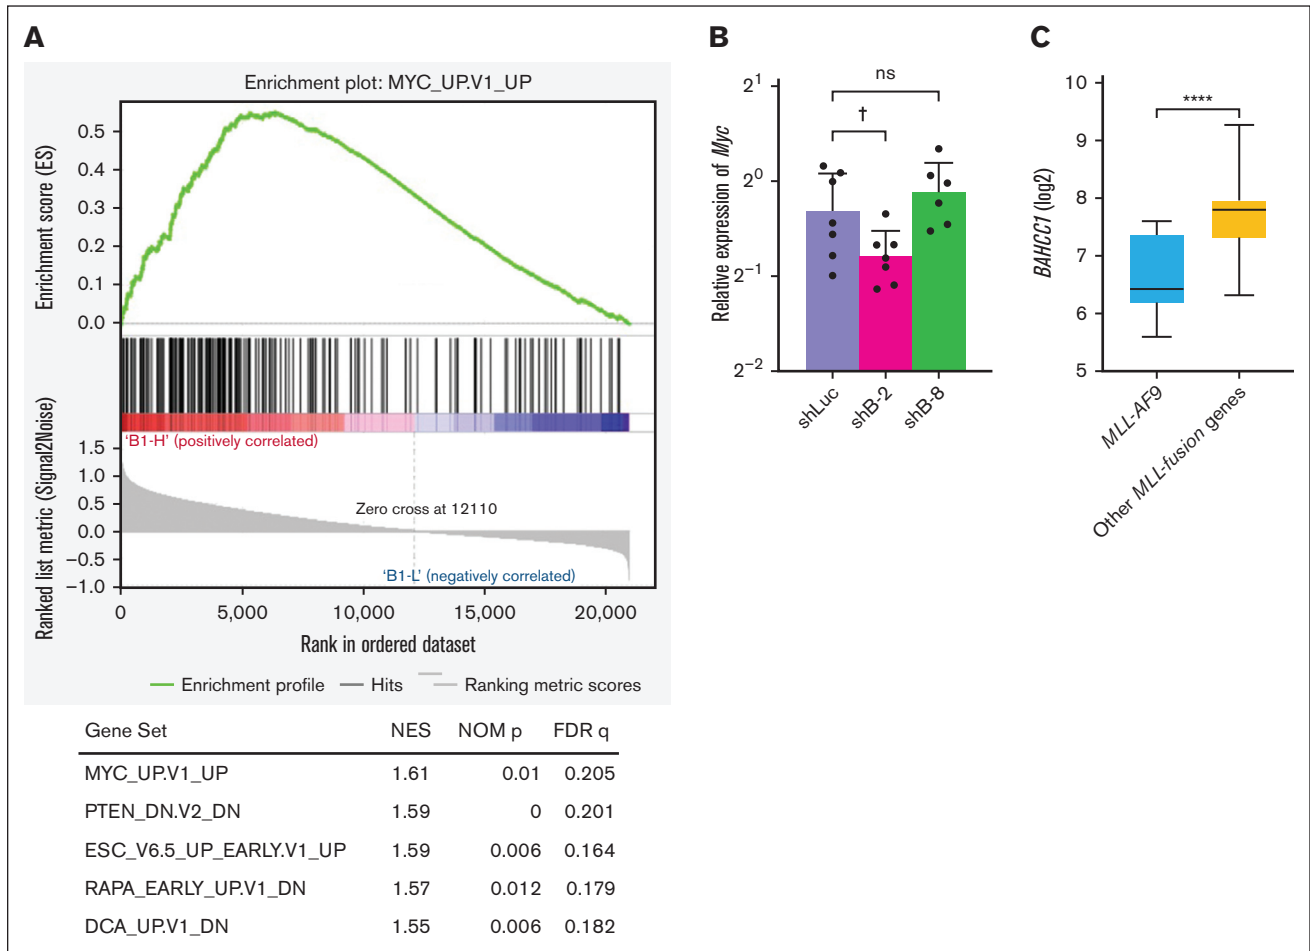 A
Enrichment plot: MYC_UP.V1_UP
Enrichment score (ES)
0.5
0.4
0.3
0.2
0.1
0.0
'B1-H' (positively correlated)
Ranked list metric (Signal2Noise)
1.5
1.0
0.5
0.0
−0.5
−1.0
Zero cross at 12110
'B1-L' (negatively correlated)
0 5,000 10,000 15,000 20,000
Rank in ordered dataset
Enrichment profile Hits Ranking metric scores
Gene Set NES NOM p FDR q
MYC_UP.V1_UP 1.61 0.01 0.205
PTEN_DN.V2_DN 1.59 0 0.201
ESC_V6.5_UP_EARLY.V1_UP 1.59 0.006 0.164
RAPA_EARLY_UP.V1_DN 1.57 0.012 0.179
DCA_UP.V1_DN 1.55 0.006 0.182
B
Relative expression of Myc
2¹
2⁰
2⁻¹
2⁻²
ns
†
shLuc
shB-2
shB-8
C
BAHCC1 (log2)
10
9
8
7
6
5
****
MLL-AF9
Other MLL-fusion genes